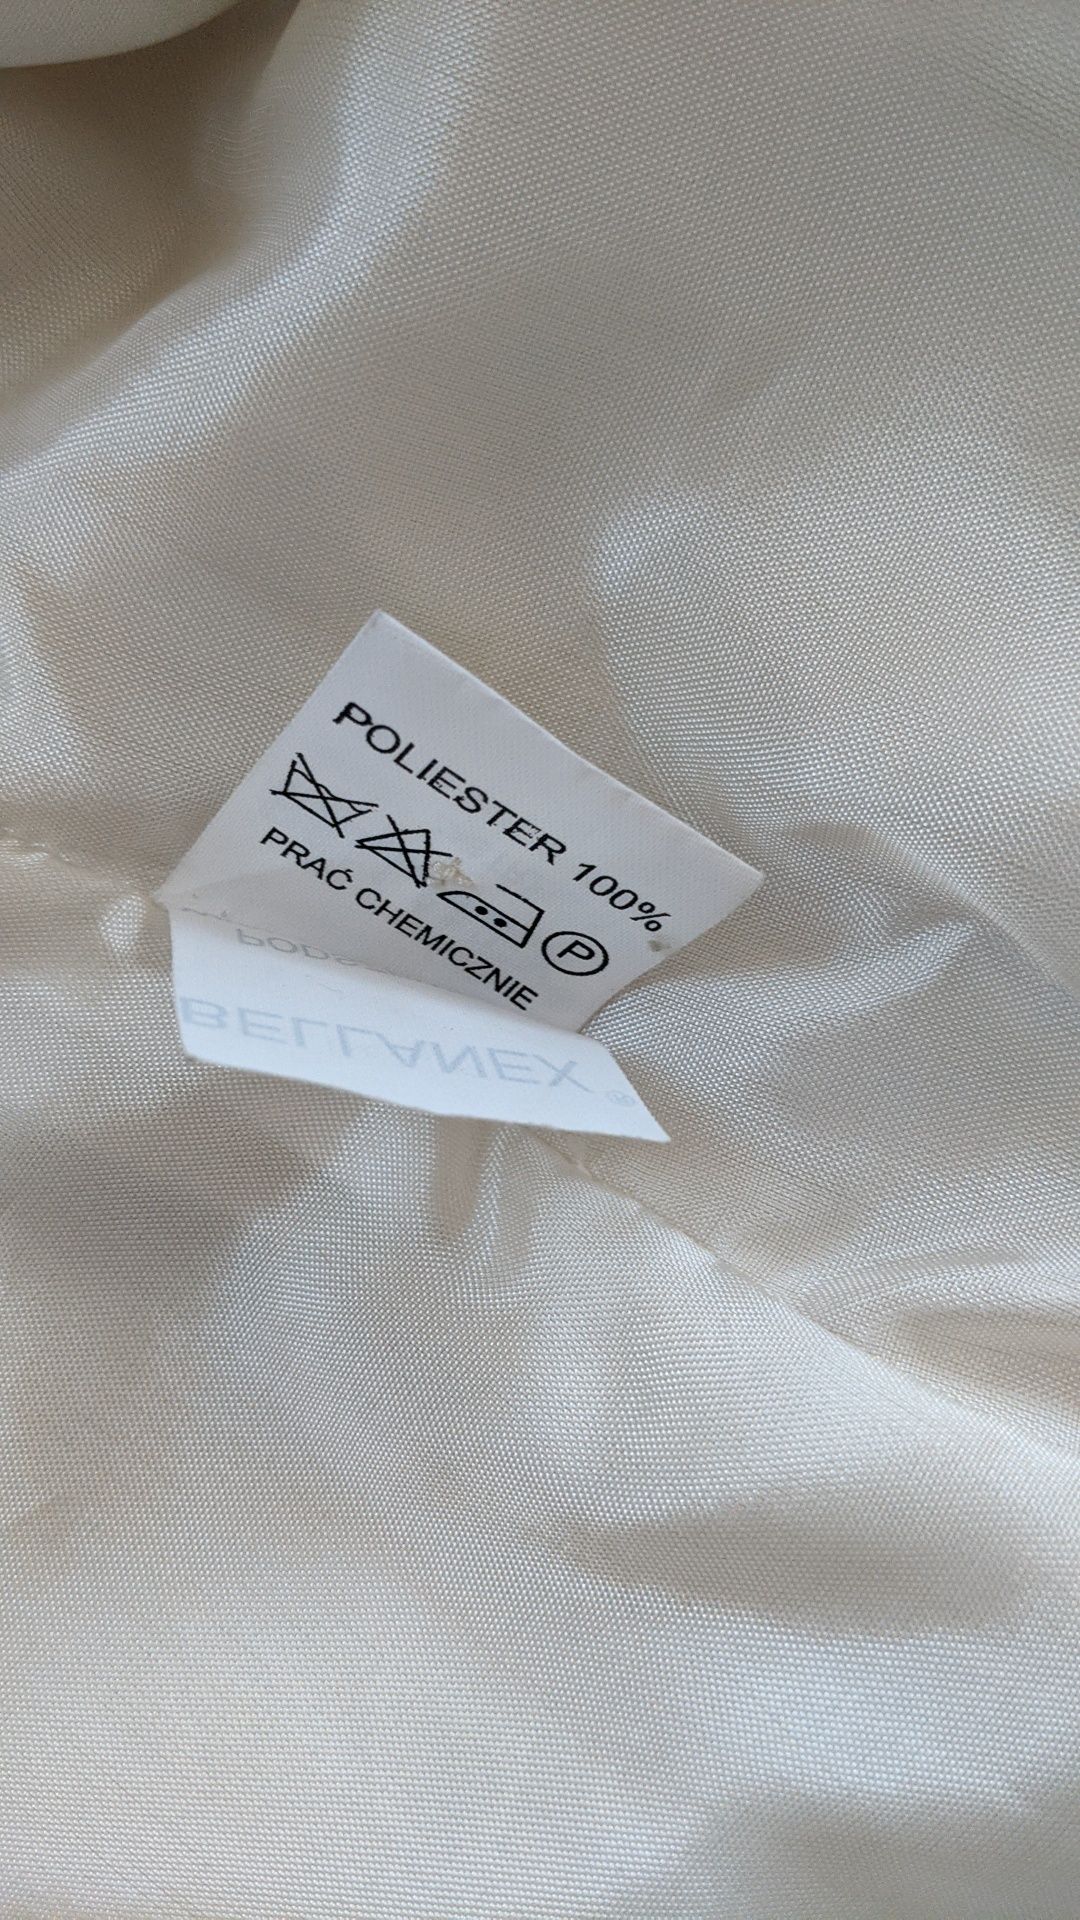 POLIESTER 100%
P
PRAĆ CHEMICZNIE
BELLANEX ®